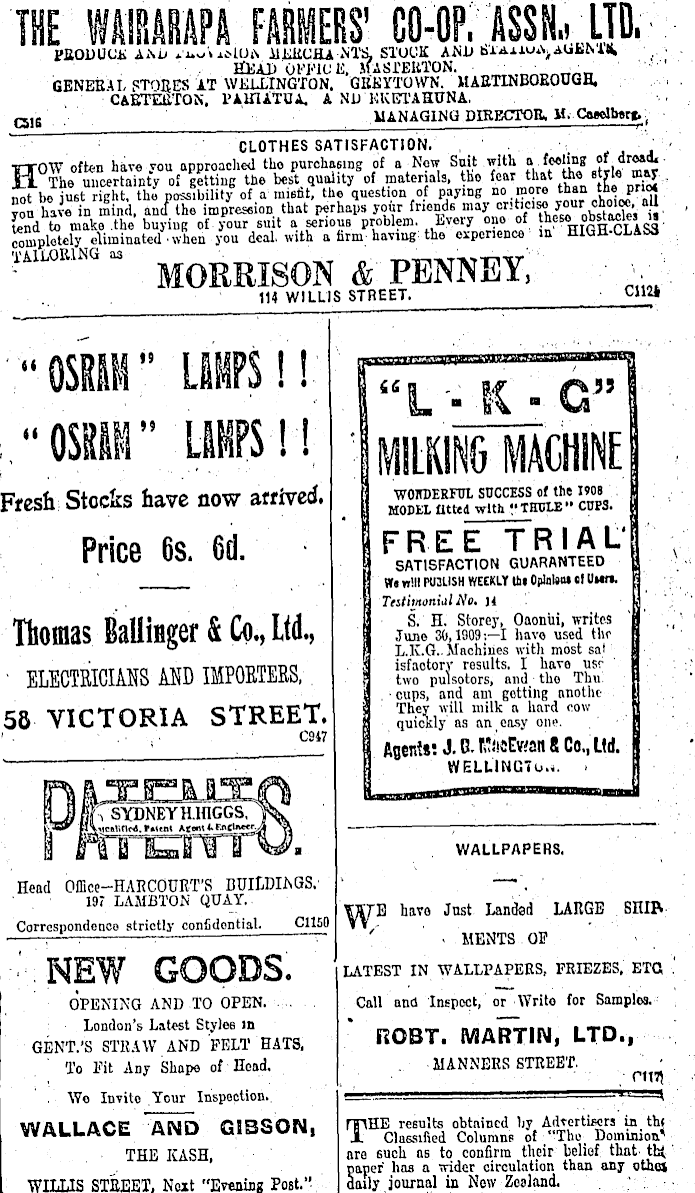 THE WAIRARAPA FARMERS' CO-OP. ASSN., LTD.
PRODUCE AND PROVISION MERCHANTS, STOCK AND STATION AGENTS,
HEAD OFFICE, MASTERTON.
GENERAL STORES AT WELLINGTON, GREYTOWN, MARTINBOROUGH,
CARTERTON, PAHIATUA, AND EKETAHUNA.
C516 MANAGING DIRECTOR, M. Caselberg.
CLOTHES SATISFACTION.
HOW often have you approached the purchasing of a New Suit with a feeling of dread.
The uncertainty of getting the best quality of materials, the fear that the style may
not be just right, the possibility of a misfit, the question of paying no more than the price
you have in mind, and the impression that perhaps your friends may criticise your choice, all
tend to make the buying of your suit a serious problem. Every one of these obstacles is
completely eliminated when you deal with a firm having the experience in HIGH-CLASS
TAILORING as
MORRISON & PENNEY,
114 WILLIS STREET. C1124
"OSRAM" LAMPS !!
"OSRAM" LAMPS !!
Fresh Stocks have now arrived.
Price 6s. 6d.
Thomas Ballinger & Co., Ltd.,
ELECTRICIANS AND IMPORTERS,
58 VICTORIA STREET.
C947
PATENTS.
SYDNEY H. HIGGS,
Qualified, Patent Agent & Engineer.
Head Office—HARCOURT'S BUILDINGS,
197 LAMBTON QUAY.
Correspondence strictly confidential. C1150
NEW GOODS.
OPENING AND TO OPEN.
London's Latest Styles in
GENT.'S STRAW AND FELT HATS,
To Fit Any Shape of Head.
We Invite Your Inspection.
WALLACE AND GIBSON,
THE KASH,
WILLIS STREET, Next "Evening Post."
"L-K-G"
MILKING MACHINE
WONDERFUL SUCCESS of the 1908
MODEL fitted with "THULE" CUPS.
FREE TRIAL
SATISFACTION GUARANTEED
We will PUBLISH WEEKLY the Opinions of Users.
Testimonial No. 14
S. H. Storey, Oaonui, writes
June 30, 1909:—I have used the
L.K.G. Machines with most sat
isfactory results. I have use
two pulsotors, and the Thu
cups, and am getting anothe
They will milk a hard cow
quickly as an easy one.
Agents: J. B. MacEwan & Co., Ltd.
WELLINGTON.
WALLPAPERS.
WE have Just Landed LARGE SHIP
MENTS OF
LATEST IN WALLPAPERS, FRIEZES, ETC
Call and Inspect, or Write for Samples.
ROBT. MARTIN, LTD.,
MANNERS STREET.
C117
THE results obtained by Advertisers in the
Classified Columns of "The Dominion"
are such as to confirm their belief that the
paper has a wider circulation than any other
daily journal in New Zealand.